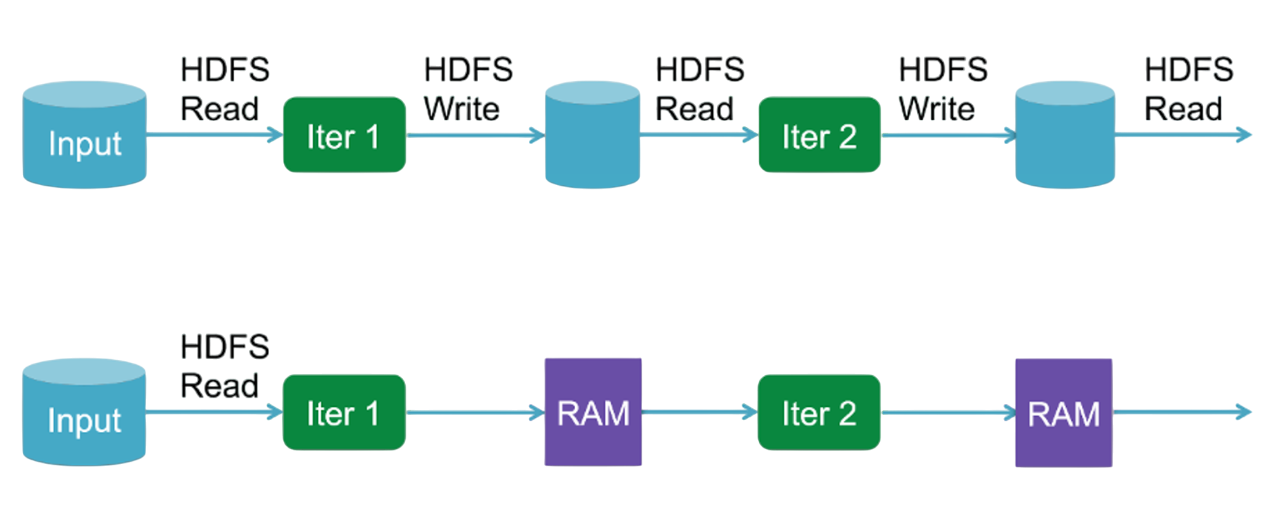 HDFS
Read
HDFS
Write
HDFS
Read
HDFS
Write
HDFS
Read
Input
Iter 1
Iter 2
HDFS
Read
Input
Iter 1
RAM
Iter 2
RAM